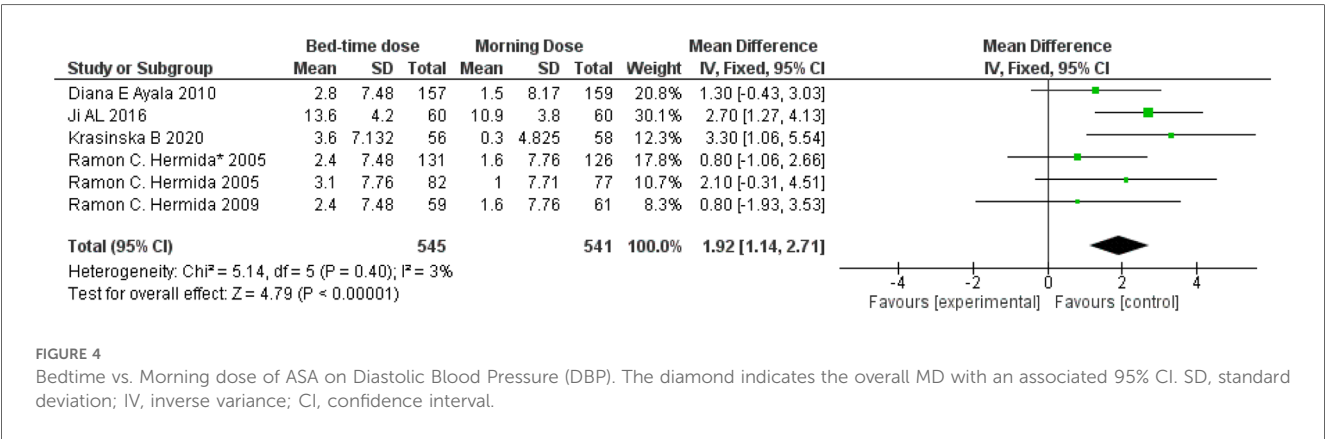 Bed-time dose Morning Dose Mean Difference Mean Difference
Study or Subgroup Mean SD Total Mean SD Total Weight IV, Fixed, 95% CI IV, Fixed, 95% CI
Diana E Ayala 2010 2.8 7.48 157 1.5 8.17 159 20.8% 1.30 [-0.43, 3.03]
Ji AL 2016 13.6 4.2 60 10.9 3.8 60 30.1% 2.70 [1.27, 4.13]
Krasinska B 2020 3.6 7.132 56 0.3 4.825 58 12.3% 3.30 [1.06, 5.54]
Ramon C. Hermida* 2005 2.4 7.48 131 1.6 7.76 126 17.8% 0.80 [-1.06, 2.66]
Ramon C. Hermida 2005 3.1 7.76 82 1 7.71 77 10.7% 2.10 [-0.31, 4.51]
Ramon C. Hermida 2009 2.4 7.48 59 1.6 7.76 61 8.3% 0.80 [-1.93, 3.53]
Total (95% CI) 545 541 100.0% 1.92 [1.14, 2.71]
Heterogeneity: Chi² = 5.14, df = 5 (P = 0.40); I² = 3%
Test for overall effect: Z = 4.79 (P < 0.00001)
-4 -2 0 2 4
Favours [experimental] Favours [control]
FIGURE 4
Bedtime vs. Morning dose of ASA on Diastolic Blood Pressure (DBP). The diamond indicates the overall MD with an associated 95% CI. SD, standard
deviation; IV, inverse variance; CI, confidence interval.